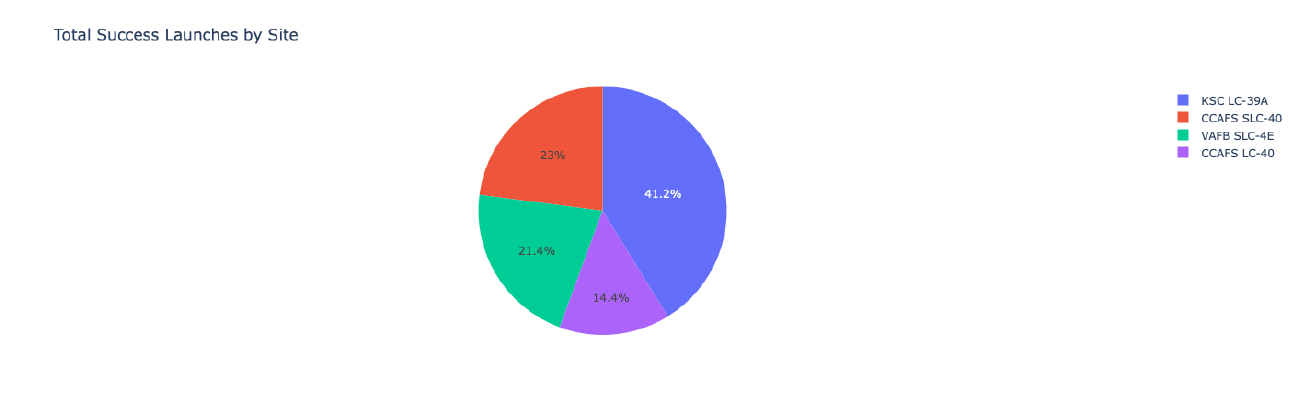 Total Success Launches by Site
KSC LC-39A
CCAFS SLC-40
VAFB SLC-4E
CCAFS LC-40
23%
41.2%
21.4%
14.4%